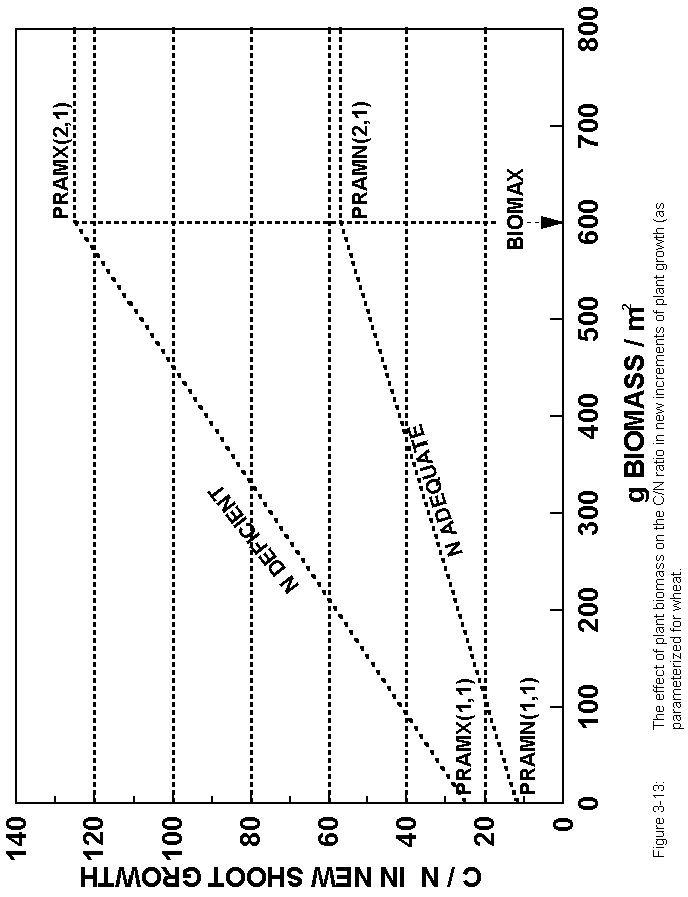 C / N IN NEW SHOOT GROWTH
140
120
100
80
60
40
20
0
PRAMX(2,1)
PRAMN(2,1)
BIOMAX
N DEFICIENT
N ADEQUATE
PRAMX(1,1)
PRAMN(1,1)
0 100 200 300 400 500 600 700 800
g BIOMASS / m²
Figure 3-13: The effect of plant biomass on the C/N ratio in new increments of plant growth (as
parameterized for wheat.